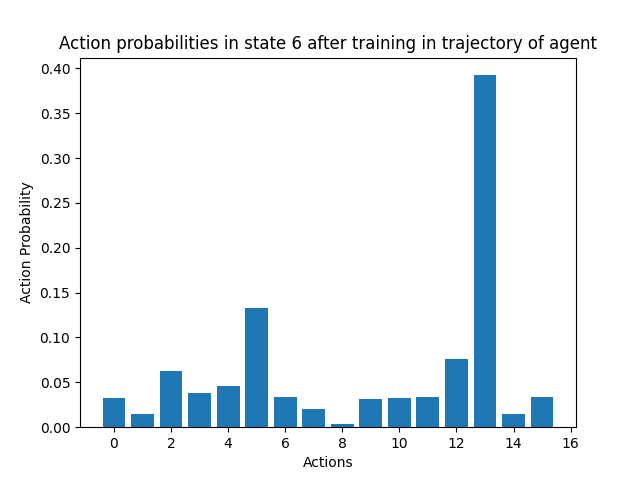 Action probabilities in state 6 after training in trajectory of agent
0.40
0.35
0.30
0.25
0.20
0.15
0.10
0.05
0.00
Action Probability
0 2 4 6 8 10 12 14 16
Actions